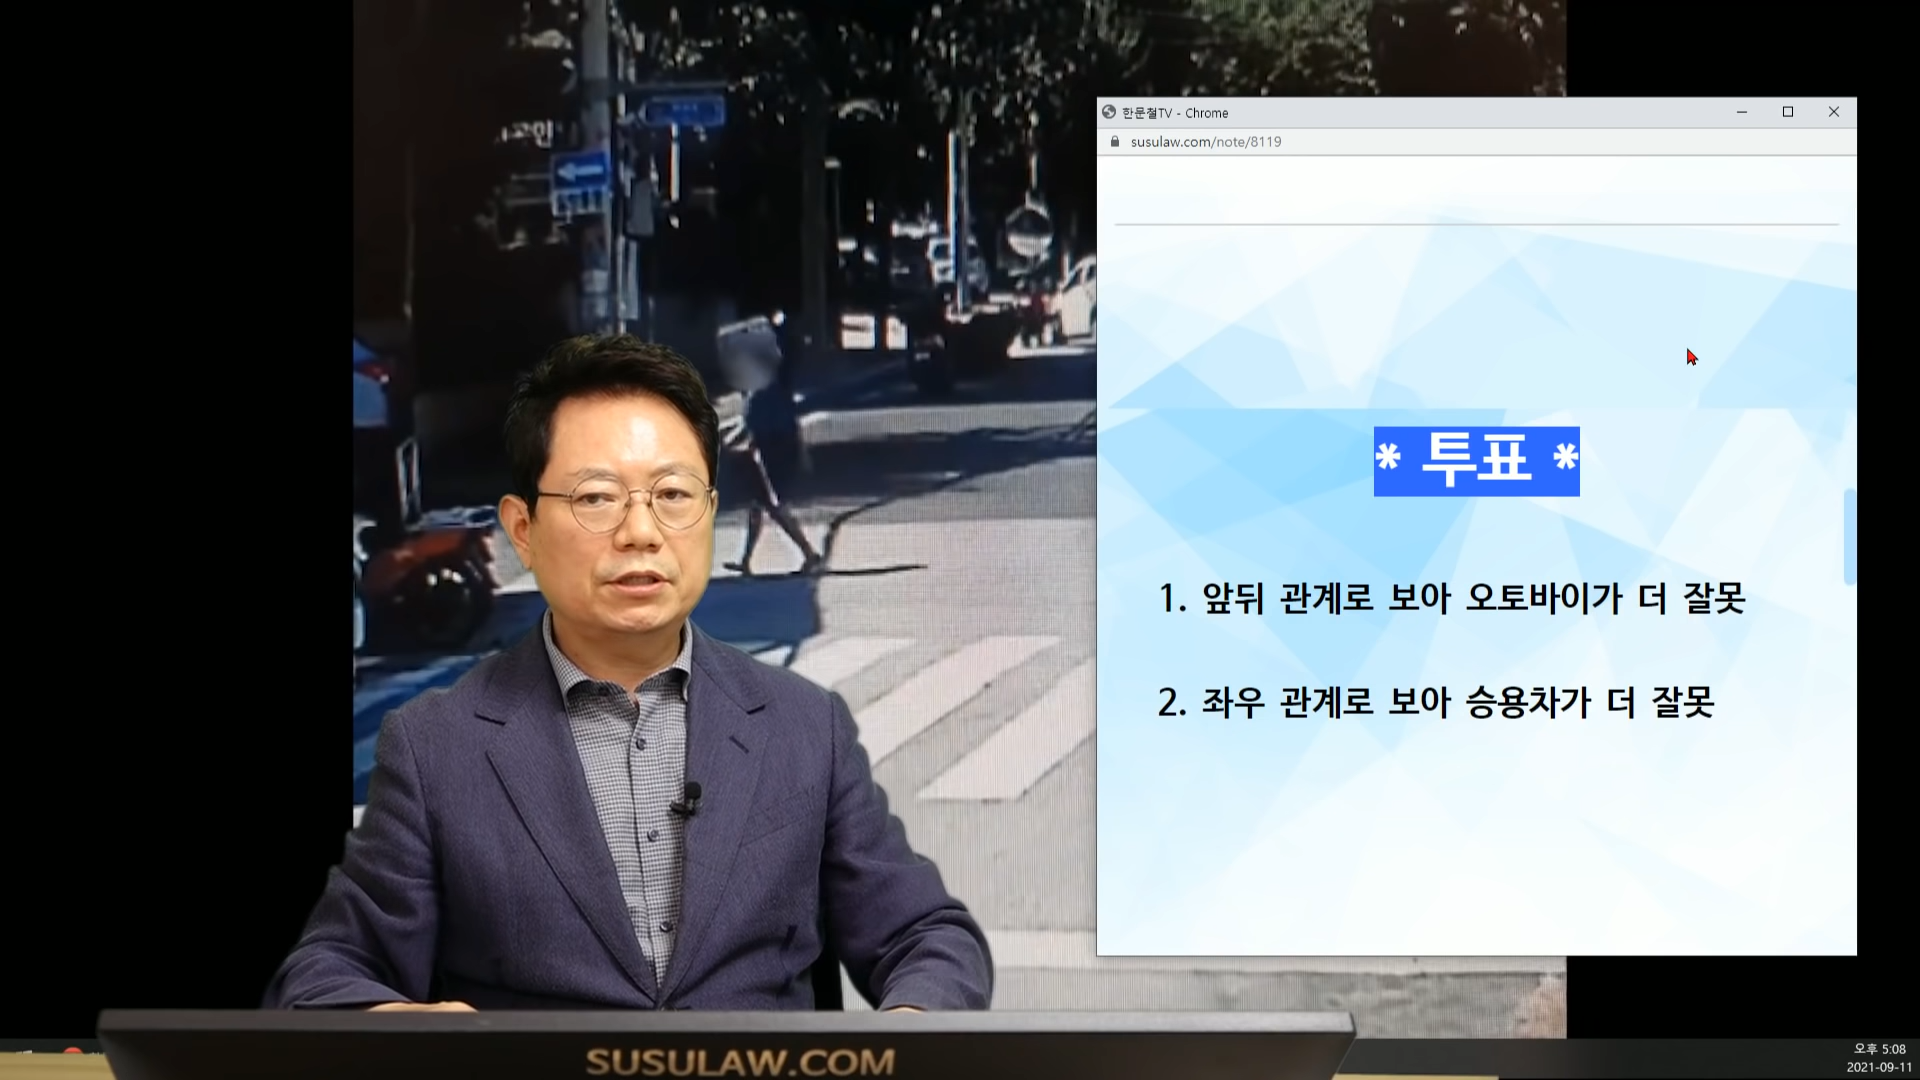 한문철TV - Chrome
susulaw.com/note/8119
* 투표 *
1. 앞뒤 관계로 보아 오토바이가 더 잘못
2. 좌우 관계로 보아 승용차가 더 잘못
SUSULAW.COM
오후 5:08
2021-09-11